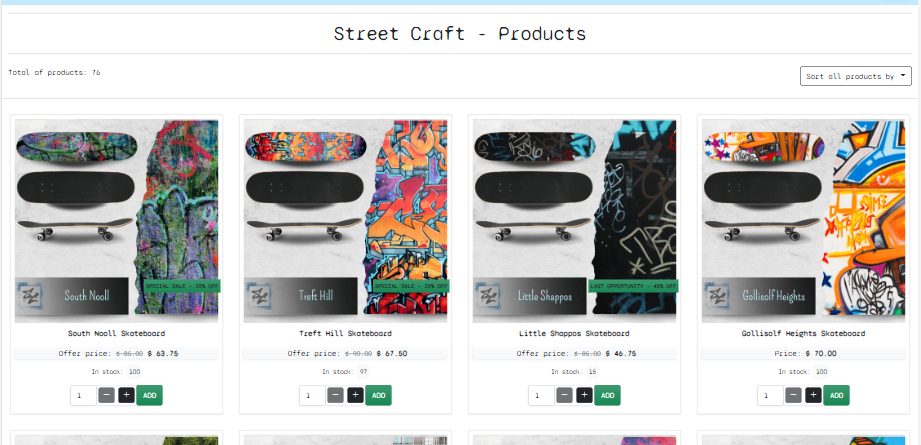 Street Craft - Products
Total of products: 76
Sort all products by
South Nooll
SPECIAL SALE - 25% OFF
Treft Hill
SPECIAL SALE - 25% OFF
Little Shappos
LAST OPPORTUNITY - 45% OFF
Gollisolf Heights
South Nooll Skateboard
Treft Hill Skateboard
Little Shappos Skateboard
Gollisolf Heights Skateboard
Offer price: $ 85.00 $ 63.75
Offer price: $ 90.00 $ 67.50
Offer price: $ 85.00 $ 46.75
Price: $ 70.00
In stock: 100
In stock: 97
In stock: 15
In stock: 100
1 − + ADD
1 − + ADD
1 − + ADD
1 − + ADD